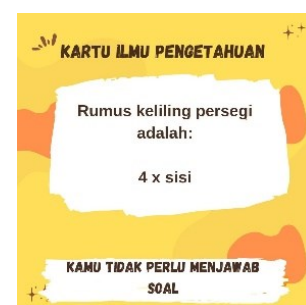 KARTU ILMU PENGETAHUAN
Rumus keliling persegi
adalah:
4 x sisi
KAMU TIDAK PERLU MENJAWAB
SOAL